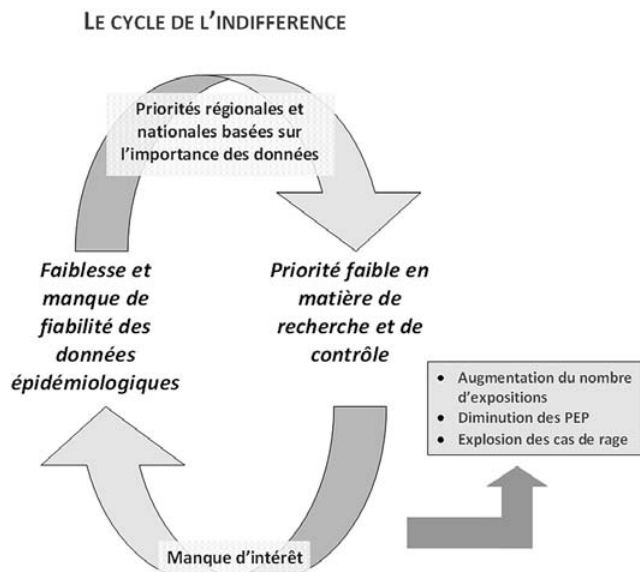 LE CYCLE DE L'INDIFFERENCE
Priorités régionales et
nationales basées sur
l'importance des données
Faiblesse et
manque de
fiabilité des
données
épidémiologiques
Priorité faible en
matière de
recherche et de
contrôle
• Augmentation du nombre
d'expositions
• Diminution des PEP
• Explosion des cas de rage
Manque d'intérêt